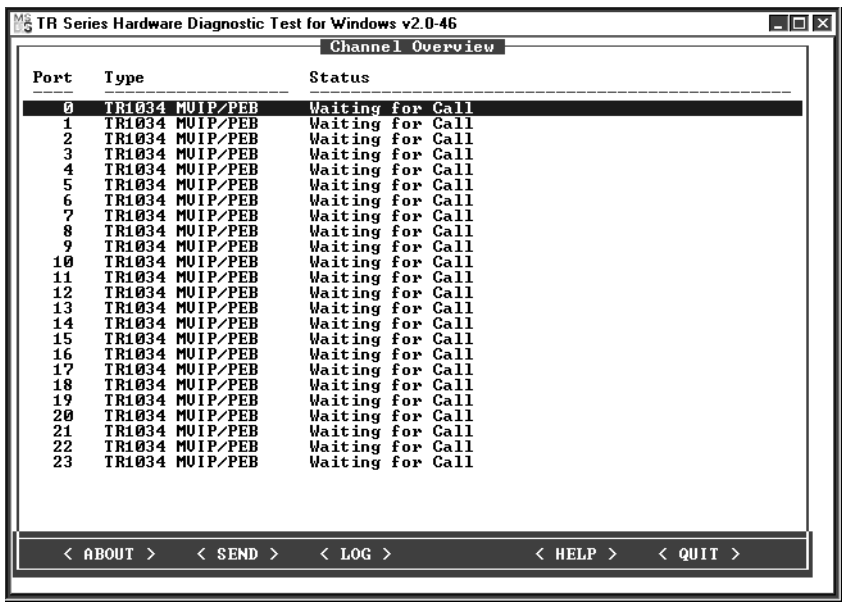 TR Series Hardware Diagnostic Test for Windows v2.0-46
Channel Overview
Port Type Status
0 TR1034 MVIP/PEB Waiting for Call
1 TR1034 MVIP/PEB Waiting for Call
2 TR1034 MVIP/PEB Waiting for Call
3 TR1034 MVIP/PEB Waiting for Call
4 TR1034 MVIP/PEB Waiting for Call
5 TR1034 MVIP/PEB Waiting for Call
6 TR1034 MVIP/PEB Waiting for Call
7 TR1034 MVIP/PEB Waiting for Call
8 TR1034 MVIP/PEB Waiting for Call
9 TR1034 MVIP/PEB Waiting for Call
10 TR1034 MVIP/PEB Waiting for Call
11 TR1034 MVIP/PEB Waiting for Call
12 TR1034 MVIP/PEB Waiting for Call
13 TR1034 MVIP/PEB Waiting for Call
14 TR1034 MVIP/PEB Waiting for Call
15 TR1034 MVIP/PEB Waiting for Call
16 TR1034 MVIP/PEB Waiting for Call
17 TR1034 MVIP/PEB Waiting for Call
18 TR1034 MVIP/PEB Waiting for Call
19 TR1034 MVIP/PEB Waiting for Call
20 TR1034 MVIP/PEB Waiting for Call
21 TR1034 MVIP/PEB Waiting for Call
22 TR1034 MVIP/PEB Waiting for Call
23 TR1034 MVIP/PEB Waiting for Call
< ABOUT > < SEND > < LOG > < HELP > < QUIT >